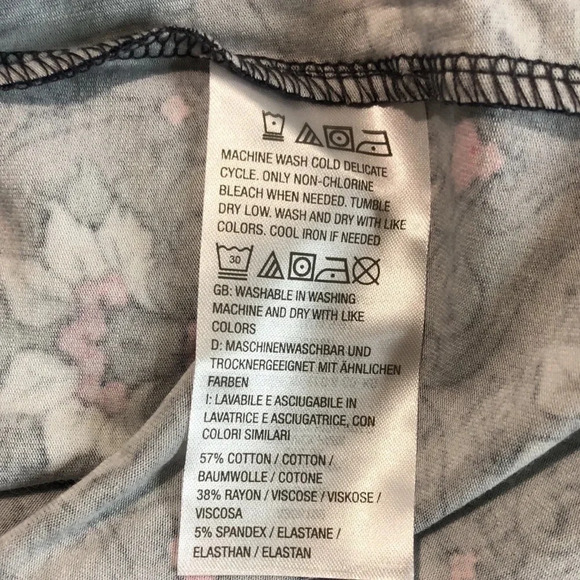 MACHINE WASH COLD DELICATE
CYCLE. ONLY NON-CHLORINE
BLEACH WHEN NEEDED. TUMBLE
DRY LOW. WASH AND DRY WITH LIKE
COLORS. COOL IRON IF NEEDED
30
GB: WASHABLE IN WASHING
MACHINE AND DRY WITH LIKE
COLORS
D: MASCHINENWASCHBAR UND
TROCKNERGEEIGNET MIT ÄHNLICHEN
FARBEN
I: LAVABILE E ASCIUGABILE IN
LAVATRICE E ASCIUGATRICE, CON
COLORI SIMILARI
57% COTTON / COTTON /
BAUMWOLLE / COTONE
38% RAYON / VISCOSE / VISKOSE /
VISCOSA
5% SPANDEX / ELASTANE /
ELASTHAN / ELASTAN